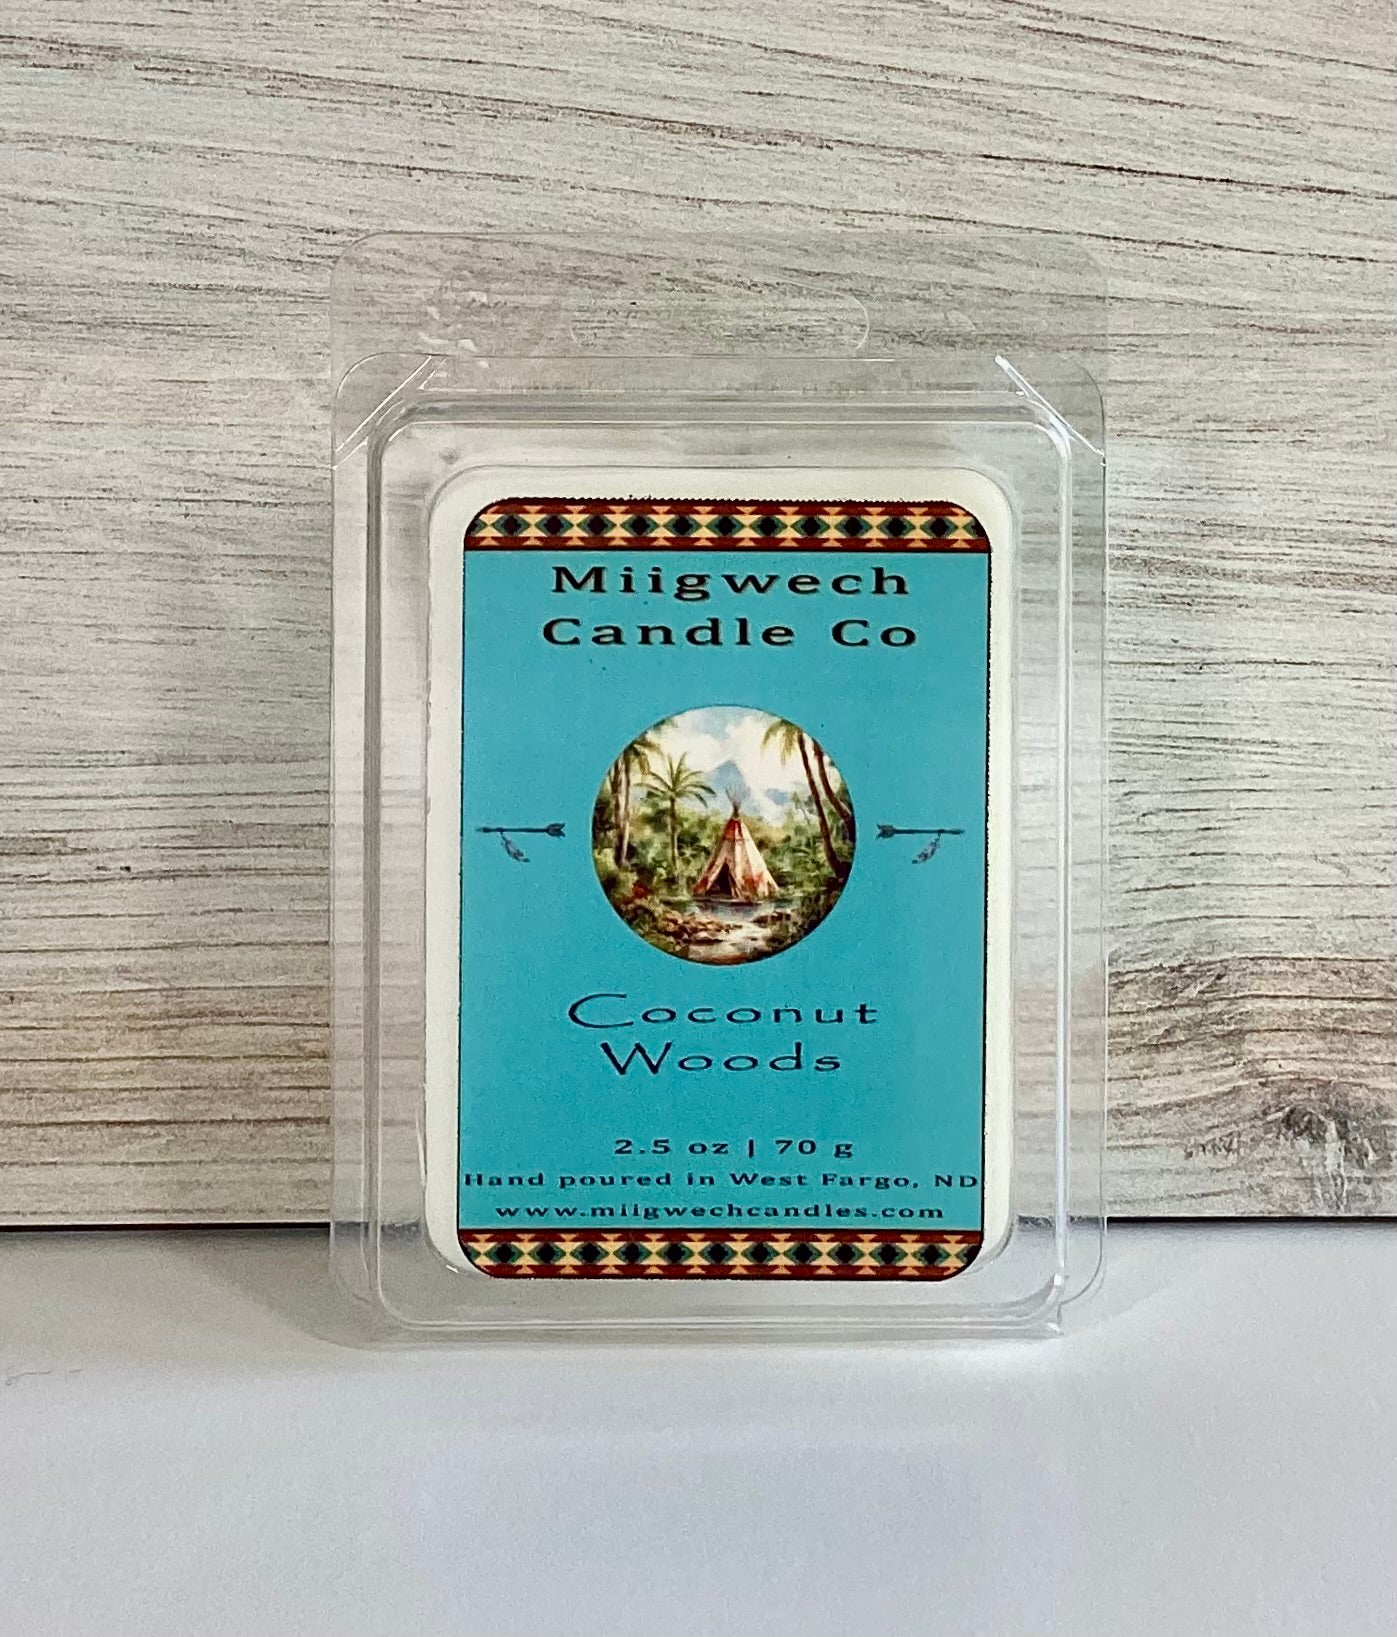 Miigwech
Candle Co
Coconut
Woods
2.5 oz | 70 g
Hand poured in West Fargo, ND
www.miigwechcandles.com